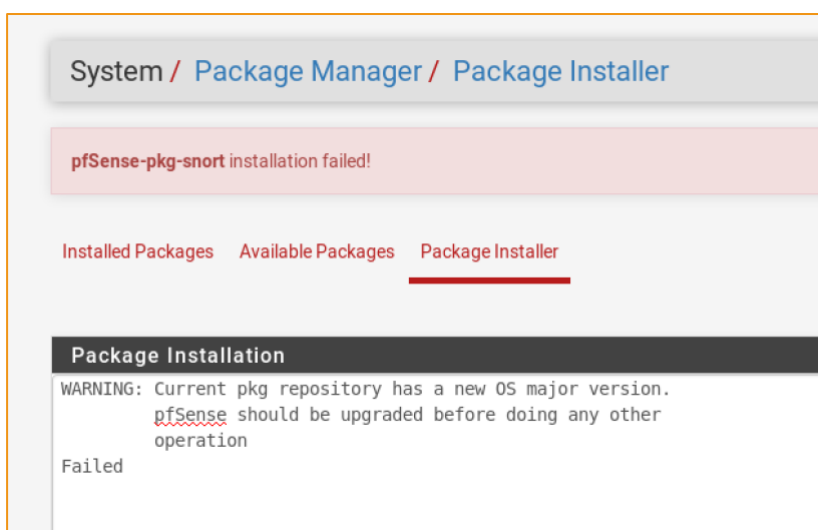 System / Package Manager / Package Installer
pfSense-pkg-snort installation failed!
Installed Packages Available Packages Package Installer
Package Installation
WARNING: Current pkg repository has a new OS major version.
pfSense should be upgraded before doing any other
operation
Failed